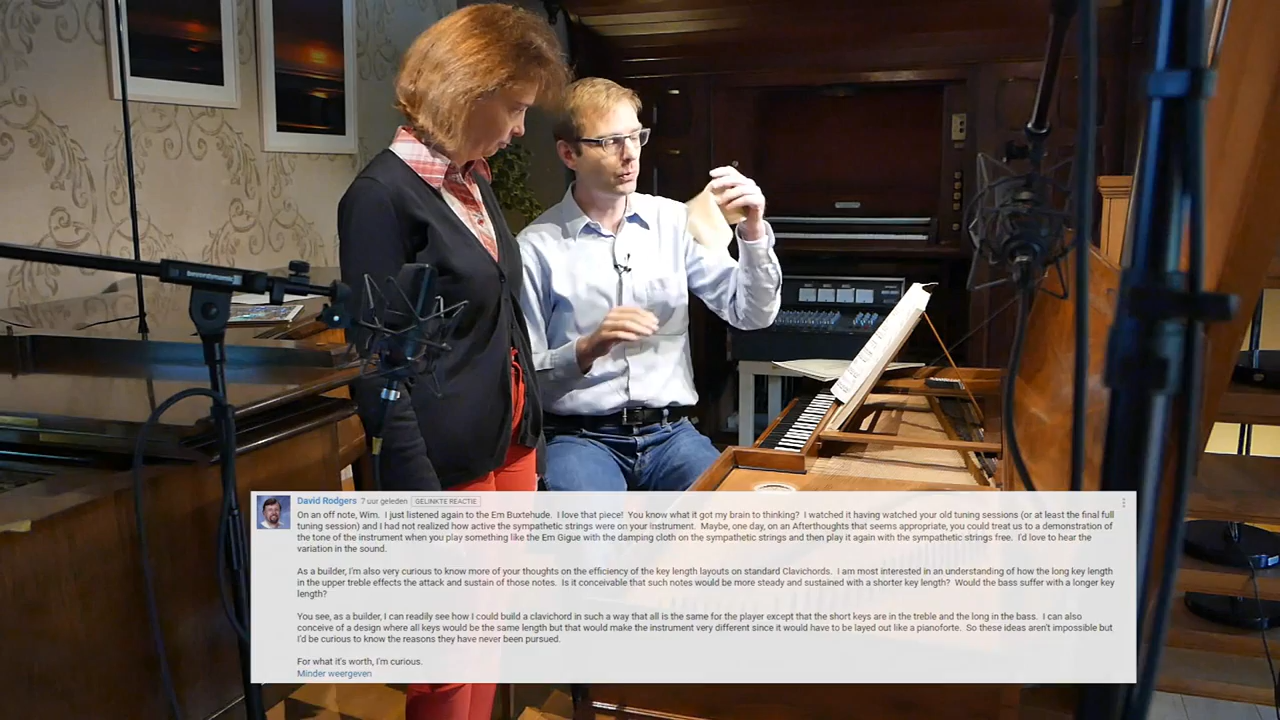 beyerdynamic
David Rodgers 7 uur geleden GELINKTE REACTIE
On an off note, Wim. I just listened again to the Em Buxtehude. I love that piece! You know what it got my brain to thinking? I watched it having watched your old tuning sessions (or at least the final full
tuning session) and I had not realized how active the sympathetic strings were on your instrument. Maybe, one day, on an Afterthoughts that seems appropriate, you could treat us to a demonstration of
the tone of the instrument when you play something like the Em Gigue with the damping cloth on the sympathetic strings and then play it again with the sympathetic strings free. I'd love to hear the
variation in the sound.
As a builder, I'm also very curious to know more of your thoughts on the efficiency of the key length layouts on standard Clavichords. I am most interested in an understanding of how the long key length
in the upper treble effects the attack and sustain of those notes. Is it conceivable that such notes would be more steady and sustained with a shorter key length? Would the bass suffer with a longer key
length?
You see, as a builder, I can readily see how I could build a clavichord in such a way that all is the same for the player except that the short keys are in the treble and the long in the bass. I can also
conceive of a design where all keys would be the same length but that would make the instrument very different since it would have to be layed out like a pianoforte. So these ideas aren't impossible but
I'd be curious to know the reasons they have never been pursued.
For what it's worth, I'm curious.
Minder weergeven